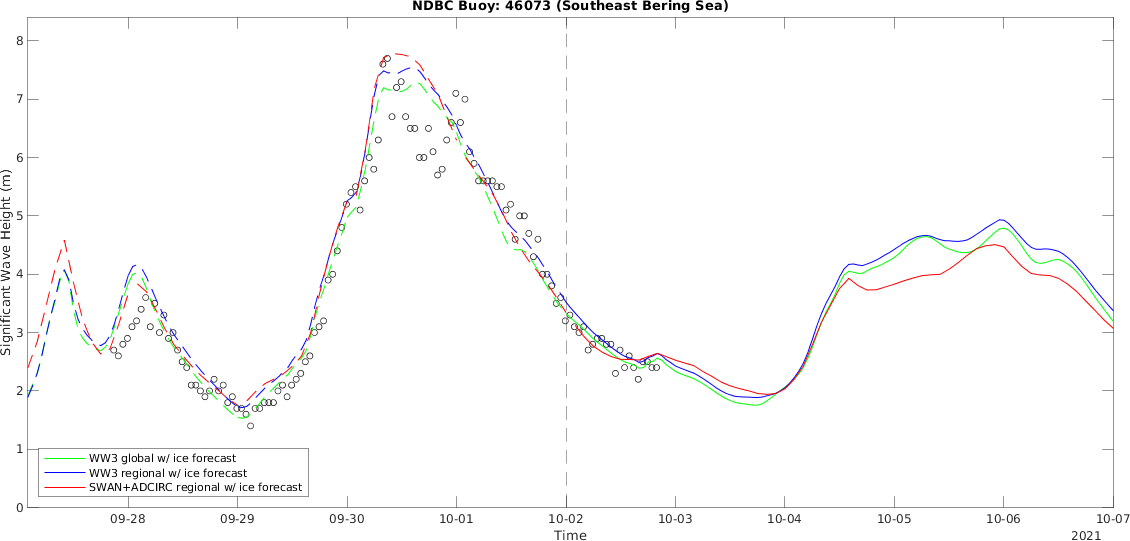 NDBC Buoy: 46073 (Southeast Bering Sea)
8
7
6
5
4
3
2
1
0
Significant Wave Height (m)
WW3 global w/ ice forecast
WW3 regional w/ ice forecast
SWAN+ADCIRC regional w/ ice forecast
09-28 09-29 09-30 10-01 10-02 10-03 10-04 10-05 10-06 10-07
Time
2021